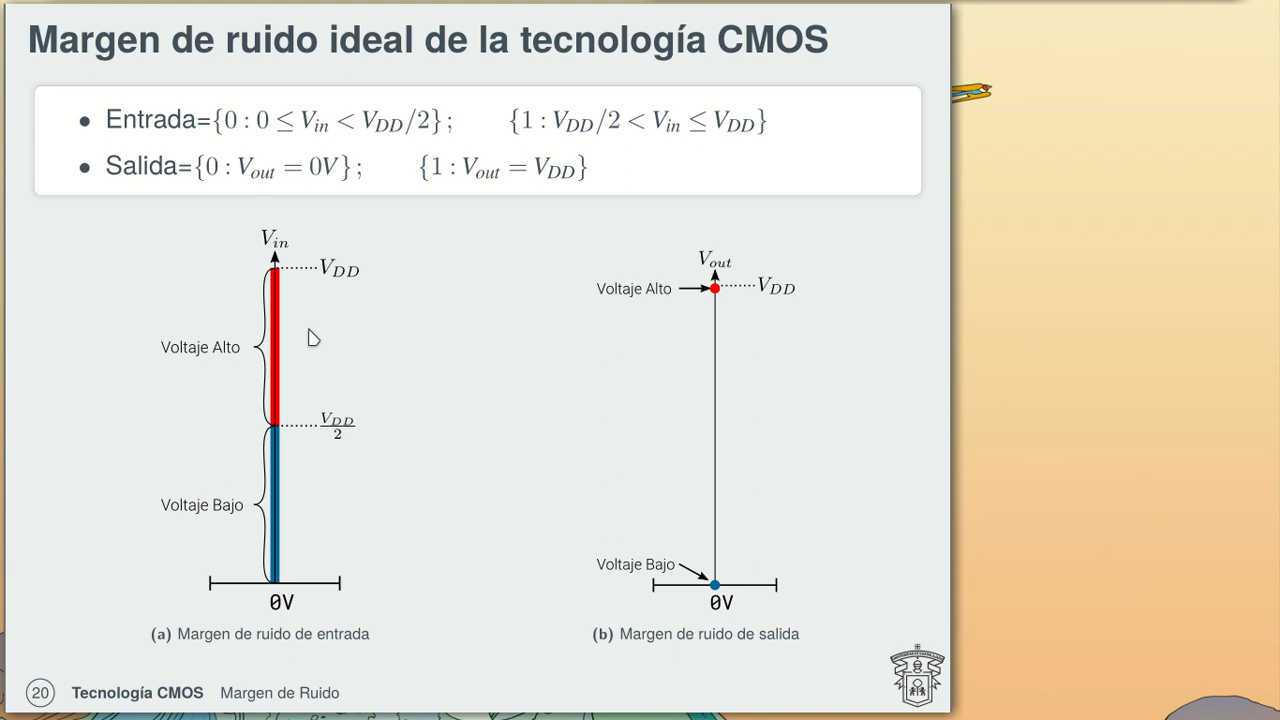 Margen de ruido ideal de la tecnología CMOS
• Entrada={0 : 0 ≤ V_in < V_DD/2}; {1 : V_DD/2 < V_in ≤ V_DD}
• Salida={0 : V_out = 0V}; {1 : V_out = V_DD}
V_in
V_DD
Voltaje Alto
V_DD/2
Voltaje Bajo
0V
(a) Margen de ruido de entrada
V_out
Voltaje Alto
V_DD
Voltaje Bajo
0V
(b) Margen de ruido de salida
20 Tecnología CMOS Margen de Ruido